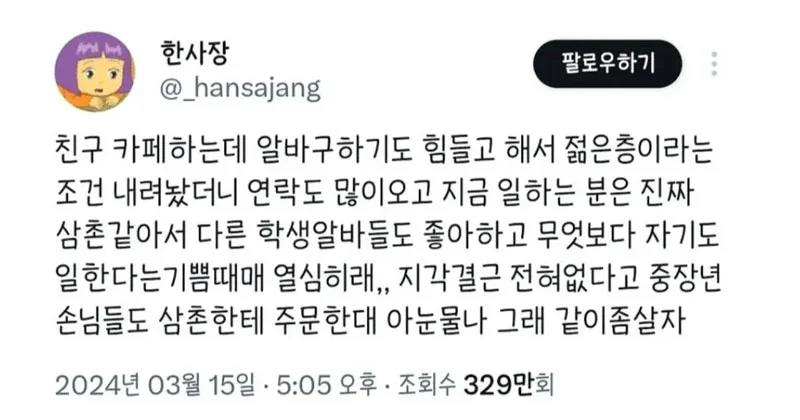 한사장
@_hansajang
팔로우하기
친구 카페하는데 알바구하기도 힘들고 해서 젊은층이라는
조건 내려놨더니 연락도 많이오고 지금 일하는 분은 진짜
삼촌같아서 다른 학생알바들도 좋아하고 무엇보다 자기도
일한다는기쁨때매 열심히래,, 지각결근 전혀없다고 중장년
손님들도 삼촌한테 주문한대 아눈물나 그래 같이좀살자
2024년 03월 15일 · 5:05 오후 · 조회수 329만회